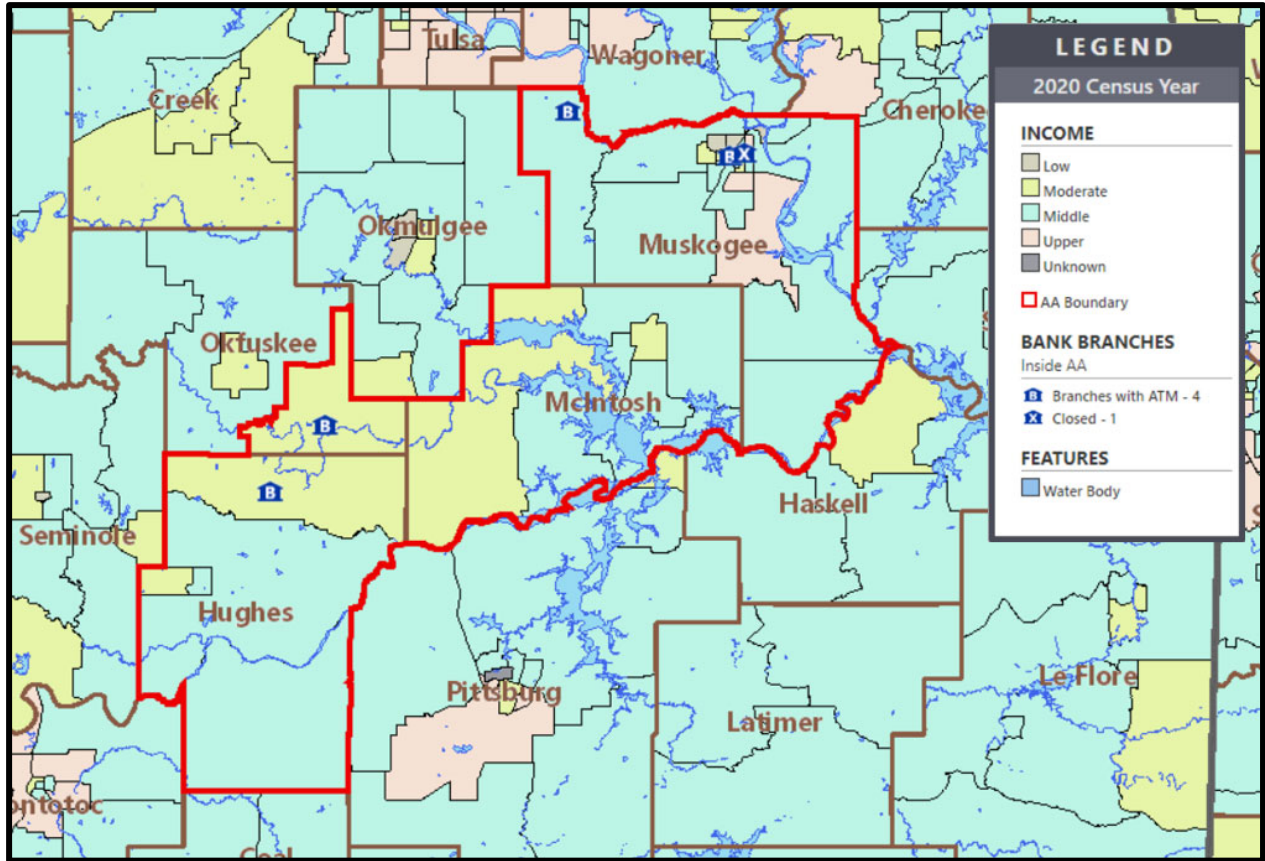 Tulsa
Wagoner
Creek
Cheroke
Okmulgee
Muskogee
Okfuskee
McIntosh
Haskell
Seminole
Hughes
Pittsburg
Le Flore
Latimer
ontotoc
Coal
B
B X
B
B
LEGEND
2020 Census Year
INCOME
Low
Moderate
Middle
Upper
Unknown
AA Boundary
BANK BRANCHES
Inside AA
B Branches with ATM - 4
X Closed - 1
FEATURES
Water Body